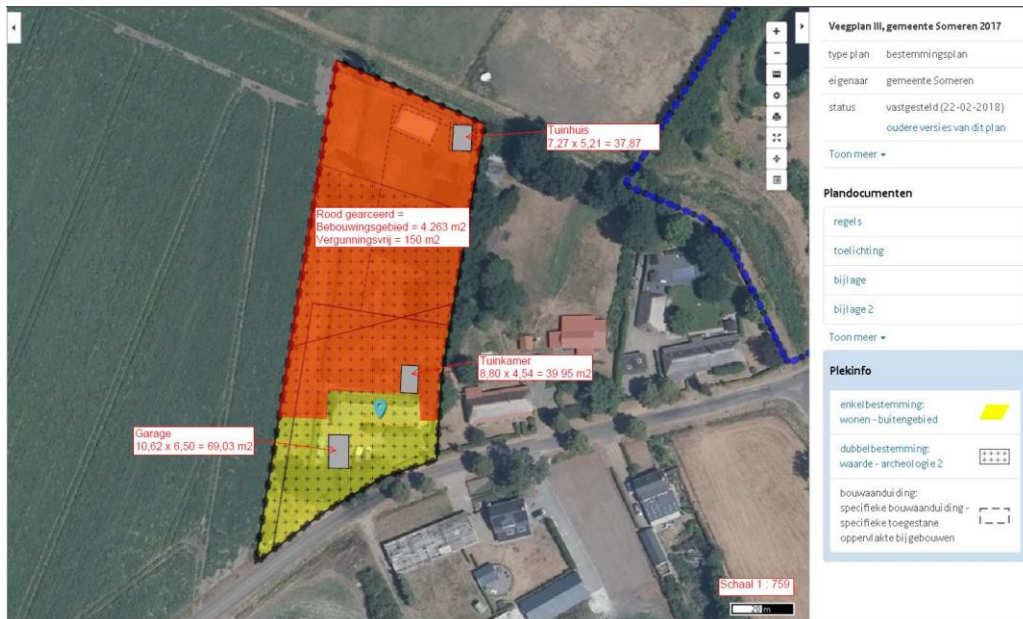 Tuinhuis
7,27 x 5,21 = 37,87
Rood gearceerd =
Bebouwingsgebied = 4.263 m2
Vergunningsvrij = 150 m2
Tuinkamer
8,80 x 4,54 = 39 95 m2
Garage
10,62 x 6,50 = 69,03 m2
Schaal 1 : 759
20 m
Veegplan III, gemeente Someren 2017
type plan bestemmingsplan
eigenaar gemeente Someren
status vastgesteld (22-02-2018)
oudere versies van dit plan
Toon meer
Plandocumenten
regels
toelichting
bijlage
bijlage 2
Toon meer
Plekinfo
enkelbestemming:
wonen - buitengebied
dubbelbestemming:
waarde - archeologie 2
bouwaanduiding:
specifieke bouwaanduiding -
specifieke toegestane
oppervlakte bijgebouwen